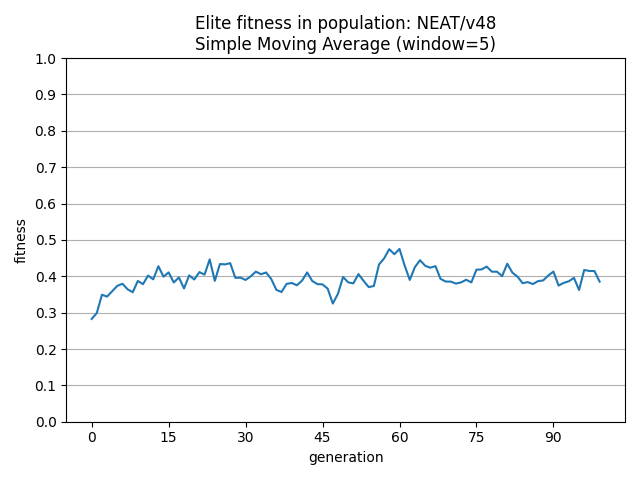 Elite fitness in population: NEAT/v48
Simple Moving Average (window=5)
1.0
0.9
0.8
0.7
0.6
0.5
0.4
0.3
0.2
0.1
0.0
fitness
0 15 30 45 60 75 90
generation